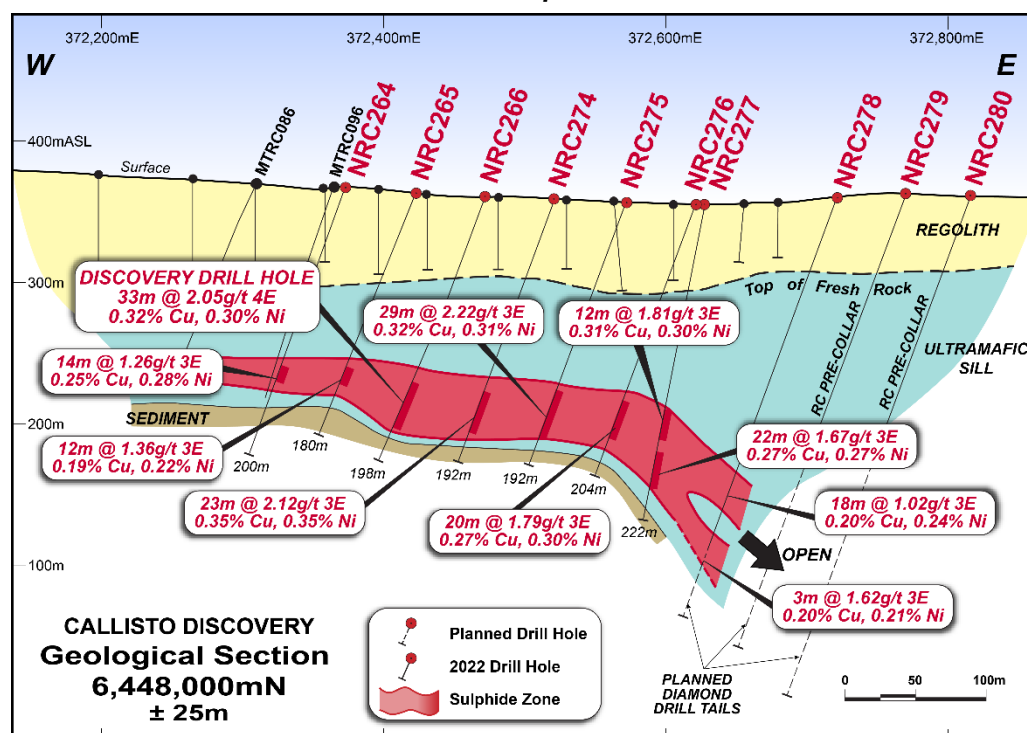 372,200mE
372,400mE
372,600mE
372,800mE
W
E
400mASL
300m
200m
100m
Surface
MTRC086
MTRC096
NRC264
NRC265
NRC266
NRC274
NRC275
NRC276
NRC277
NRC278
NRC279
NRC280
REGOLITH
Top of Fresh Rock
RC PRE-COLLAR
RC PRE-COLLAR
ULTRAMAFIC
SILL
DISCOVERY DRILL HOLE
33m @ 2.05g/t 4E
0.32% Cu, 0.30% Ni
29m @ 2.22g/t 3E
0.32% Cu, 0.31% Ni
12m @ 1.81g/t 3E
0.31% Cu, 0.30% Ni
14m @ 1.26g/t 3E
0.25% Cu, 0.28% Ni
SEDIMENT
12m @ 1.36g/t 3E
0.19% Cu, 0.22% Ni
200m
180m
198m
192m
192m
204m
222m
23m @ 2.12g/t 3E
0.35% Cu, 0.35% Ni
20m @ 1.79g/t 3E
0.27% Cu, 0.30% Ni
22m @ 1.67g/t 3E
0.27% Cu, 0.27% Ni
18m @ 1.02g/t 3E
0.20% Cu, 0.24% Ni
OPEN
3m @ 1.62g/t 3E
0.20% Cu, 0.21% Ni
CALLISTO DISCOVERY
Geological Section
6,448,000mN
± 25m
Planned Drill Hole
2022 Drill Hole
Sulphide Zone
PLANNED
DIAMOND
DRILL TAILS
0 50 100m